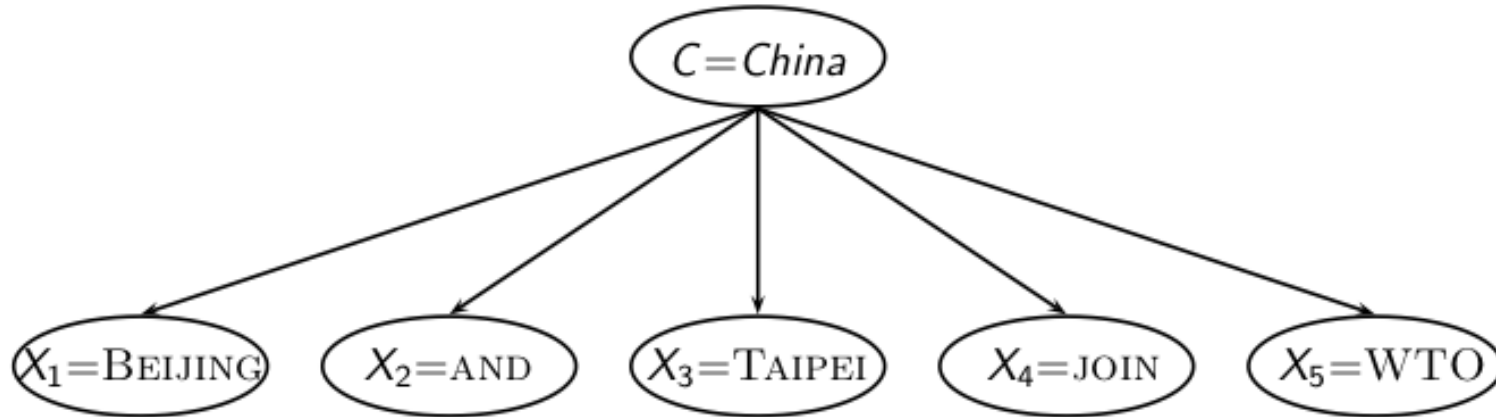 C=China
X1=BEIJING X2=AND X3=TAIPEI X4=JOIN X5=WTO